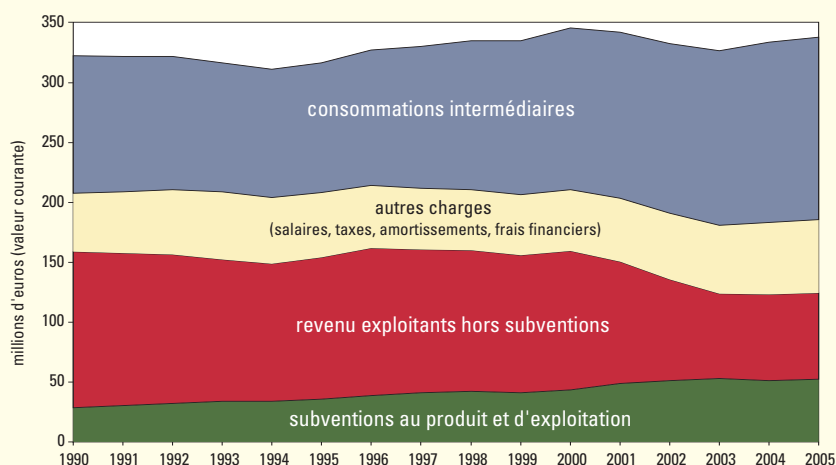 millions d'euros (valeur courante)
350
300
250
200
150
100
50
0
consommations intermédiaires
autres charges
(salaires, taxes, amortissements, frais financiers)
revenu exploitants hors subventions
subventions au produit et d'exploitation
1990 1991 1992 1993 1994 1995 1996 1997 1998 1999 2000 2001 2002 2003 2004 2005